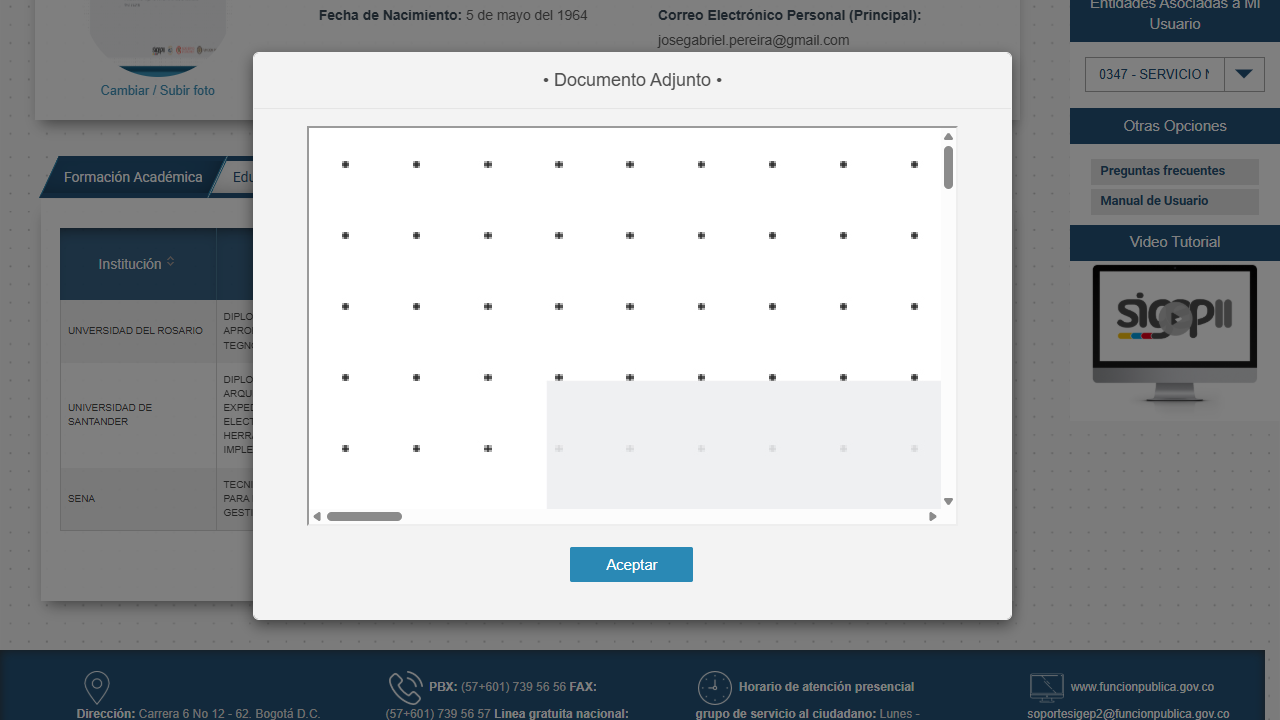 Fecha de Nacimiento: 5 de mayo del 1964
Correo Electrónico Personal (Principal):
josegabriel.pereira@gmail.com
Cambiar / Subir foto
Entidades Asociadas a Mi
Usuario
0347 - SERVICIO
Otras Opciones
Preguntas frecuentes
Manual de Usuario
Video Tutorial
sigepII
• Documento Adjunto •
Aceptar
Formación Académica
Edu
Institución
UNVERSIDAD DEL ROSARIO
DIPLO
APRO
TEGN
UNIVERSIDAD DE
SANTANDER
DIPLO
ARQU
EXPED
ELECT
HERRA
IMPLE
SENA
TECNI
PARA
GESTI
Dirección: Carrera 6 No 12 - 62. Bogotá D.C.
PBX: (57+601) 739 56 56 FAX:
(57+601) 739 56 57 Linea gratuita nacional:
Horario de atención presencial
grupo de servicio al ciudadano: Lunes -
www.funcionpublica.gov.co
soportesigep2@funcionpublica.gov.co